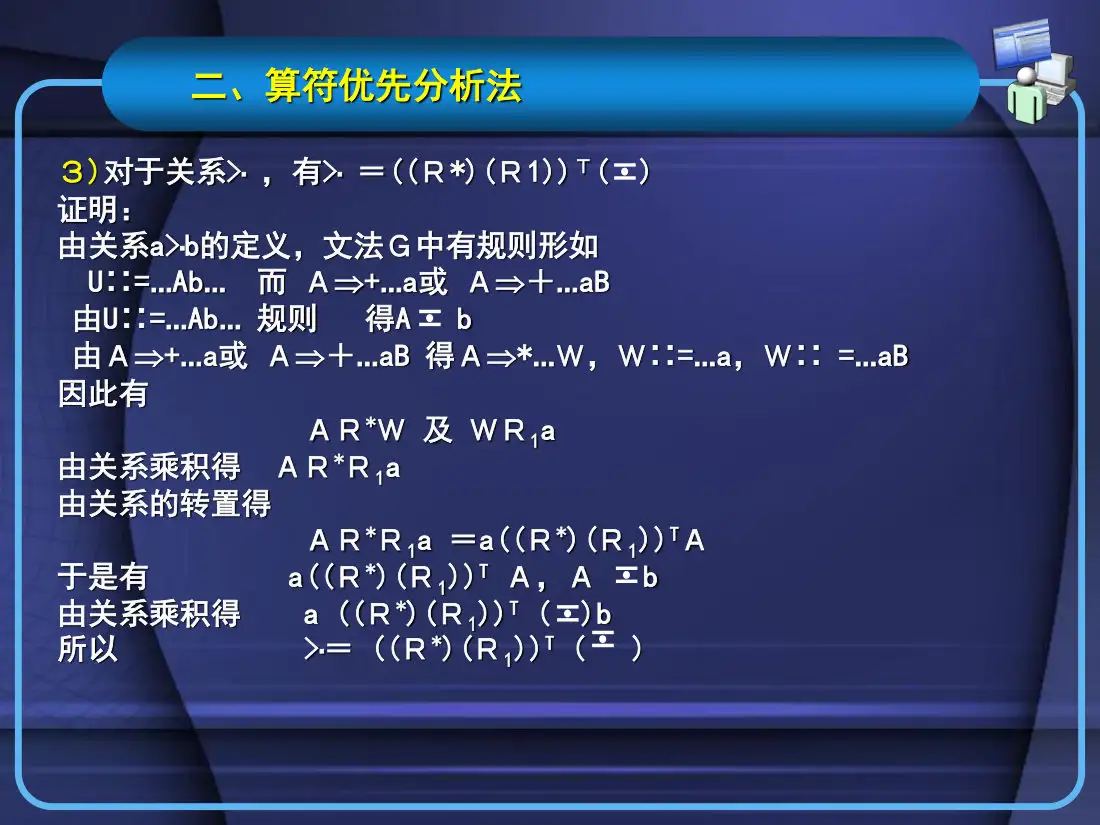 二、算符优先分析法
３)对于关系>· ，有>· ＝((Ｒ*)(Ｒ1))ᵀ(≖)
证明：
由关系a>·b的定义，文法Ｇ中有规则形如
U∷=…Ab… 而 Ａ⇒+…a或 Ａ⇒＋…aB
由U∷=…Ab… 规则 得A ≖ b
由Ａ⇒+…a或 Ａ⇒＋…aB 得Ａ⇒*…Ｗ，Ｗ∷=…a，Ｗ∷ =…aB
因此有
ＡＲ*Ｗ 及 ＷＲ₁a
由关系乘积得 ＡＲ*Ｒ₁a
由关系的转置得
ＡＲ*Ｒ₁a ＝a((Ｒ*)(Ｒ₁))ᵀＡ
于是有 a((Ｒ*)(Ｒ₁))ᵀ Ａ，Ａ ≖b
由关系乘积得 a ((Ｒ*)(Ｒ₁))ᵀ (≖)b
所以 >·＝ ((Ｒ*)(Ｒ₁))ᵀ (≖ )